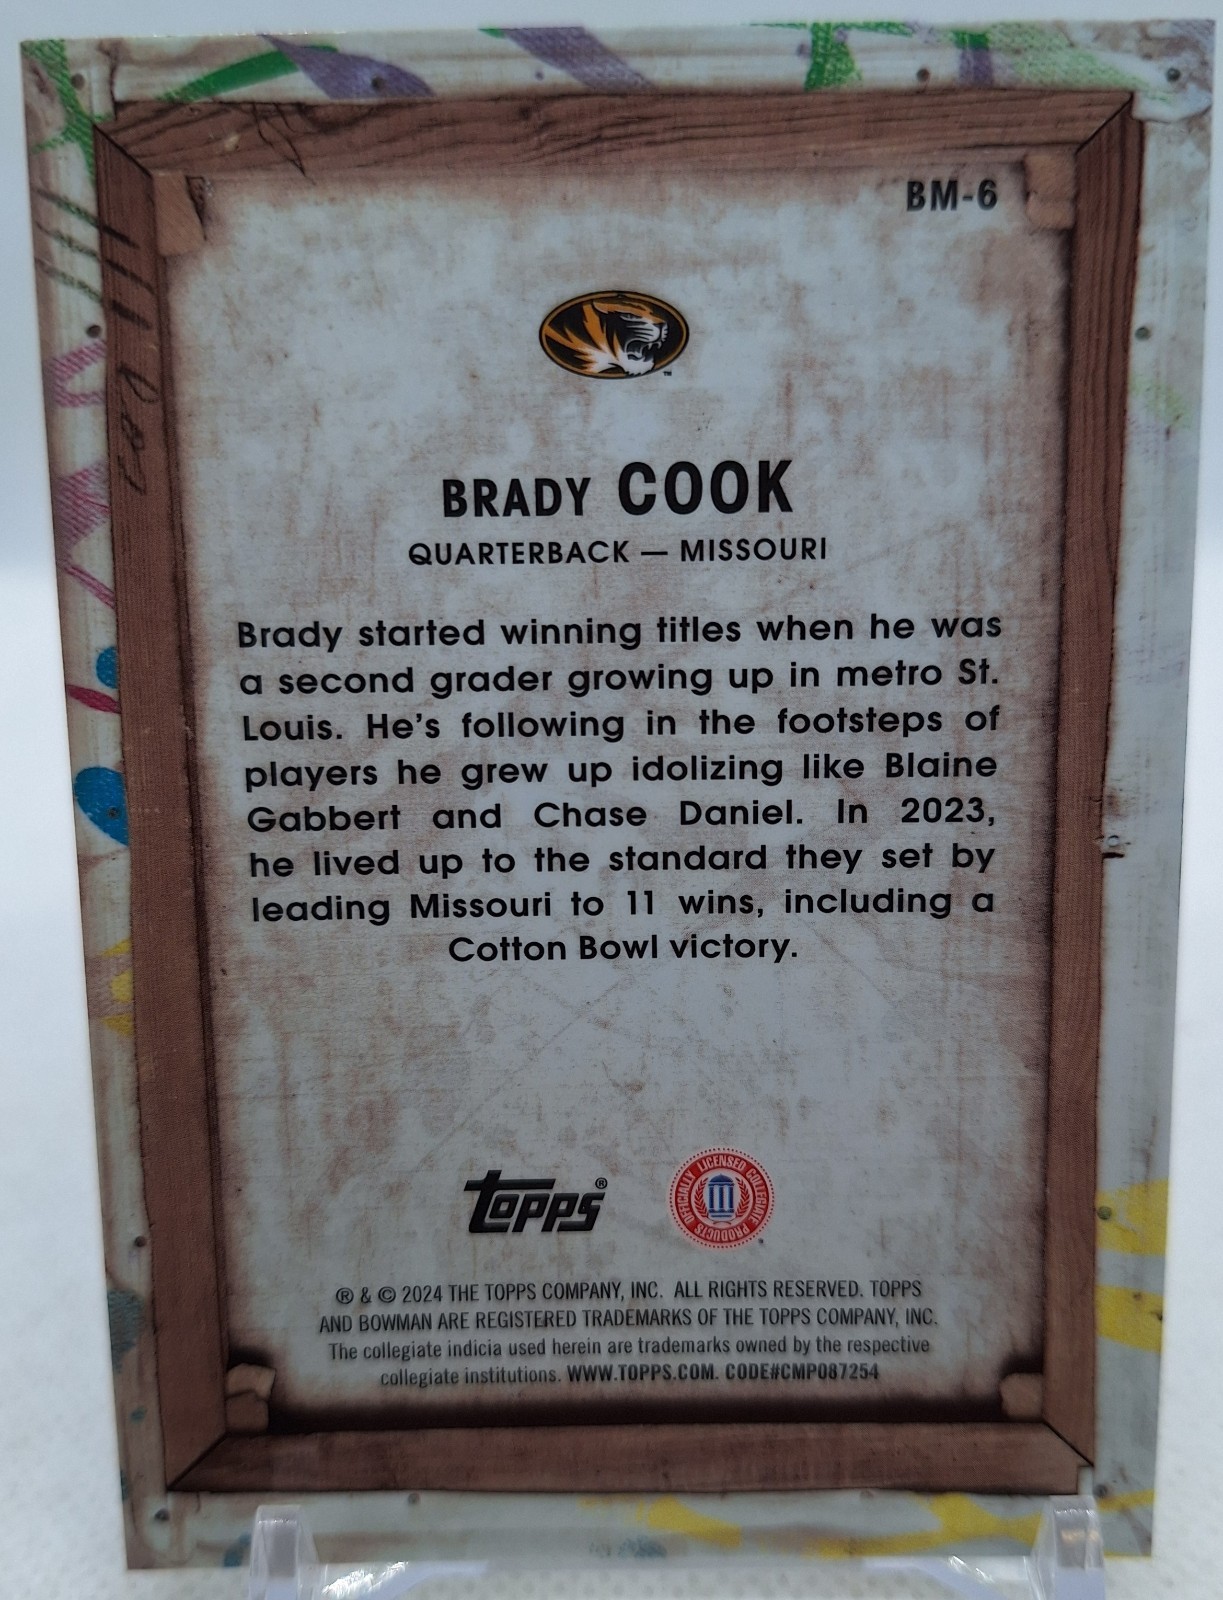 BM-6
TM
BRADY COOK
QUARTERBACK — MISSOURI
Brady started winning titles when he was
a second grader growing up in metro St.
Louis. He's following in the footsteps of
players he grew up idolizing like Blaine
Gabbert and Chase Daniel. In 2023,
he lived up to the standard they set by
leading Missouri to 11 wins, including a
Cotton Bowl victory.
topps®
OFFICIALLY LICENSED COLLEGIATE PRODUCTS
® & © 2024 THE TOPPS COMPANY, INC. ALL RIGHTS RESERVED. TOPPS
AND BOWMAN ARE REGISTERED TRADEMARKS OF THE TOPPS COMPANY, INC.
The collegiate indicia used herein are trademarks owned by the respective
collegiate institutions. WWW.TOPPS.COM. CODE#CMP087254